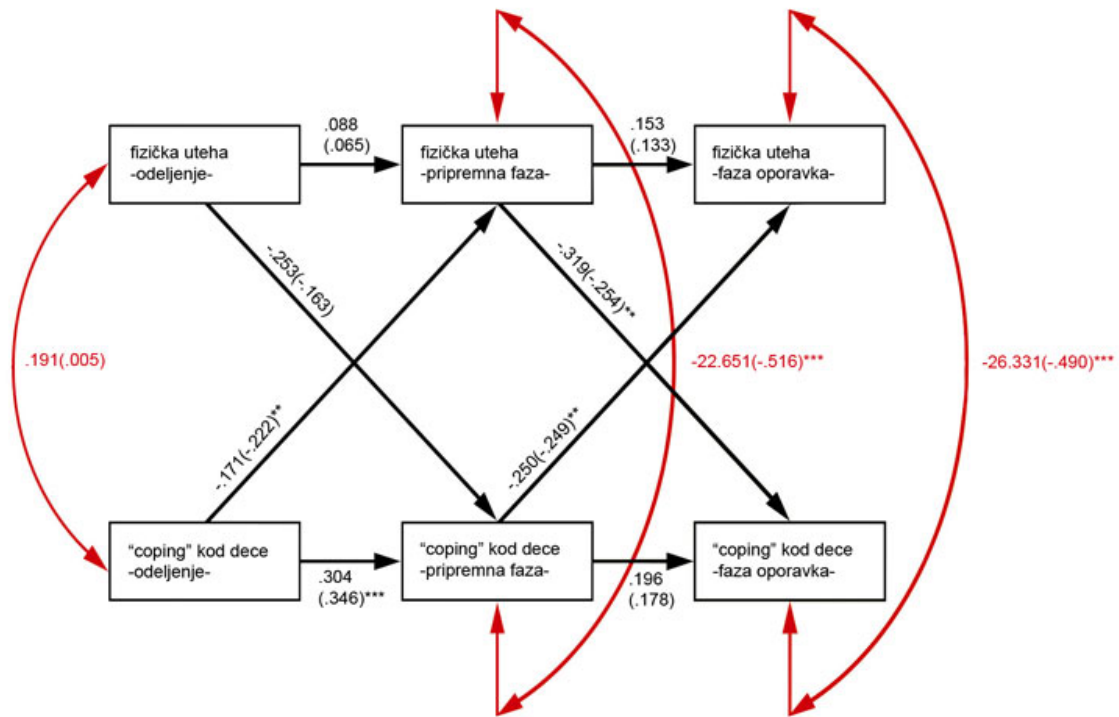 .088
(.065)
.153
(.133)
fizička uteha
-odeljenje-
fizička uteha
-pripremna faza-
fizička uteha
-faza oporavka-
-.253(-.163)
-.319(-.254)**
.191(.005)
-22.651(-.516)***
-26.331(-.490)***
-.171(-.222)**
-.250(-.249)**
“coping” kod dece
-odeljenje-
“coping” kod dece
-pripremna faza-
“coping” kod dece
-faza oporavka-
.304
(.346)***
.196
(.178)